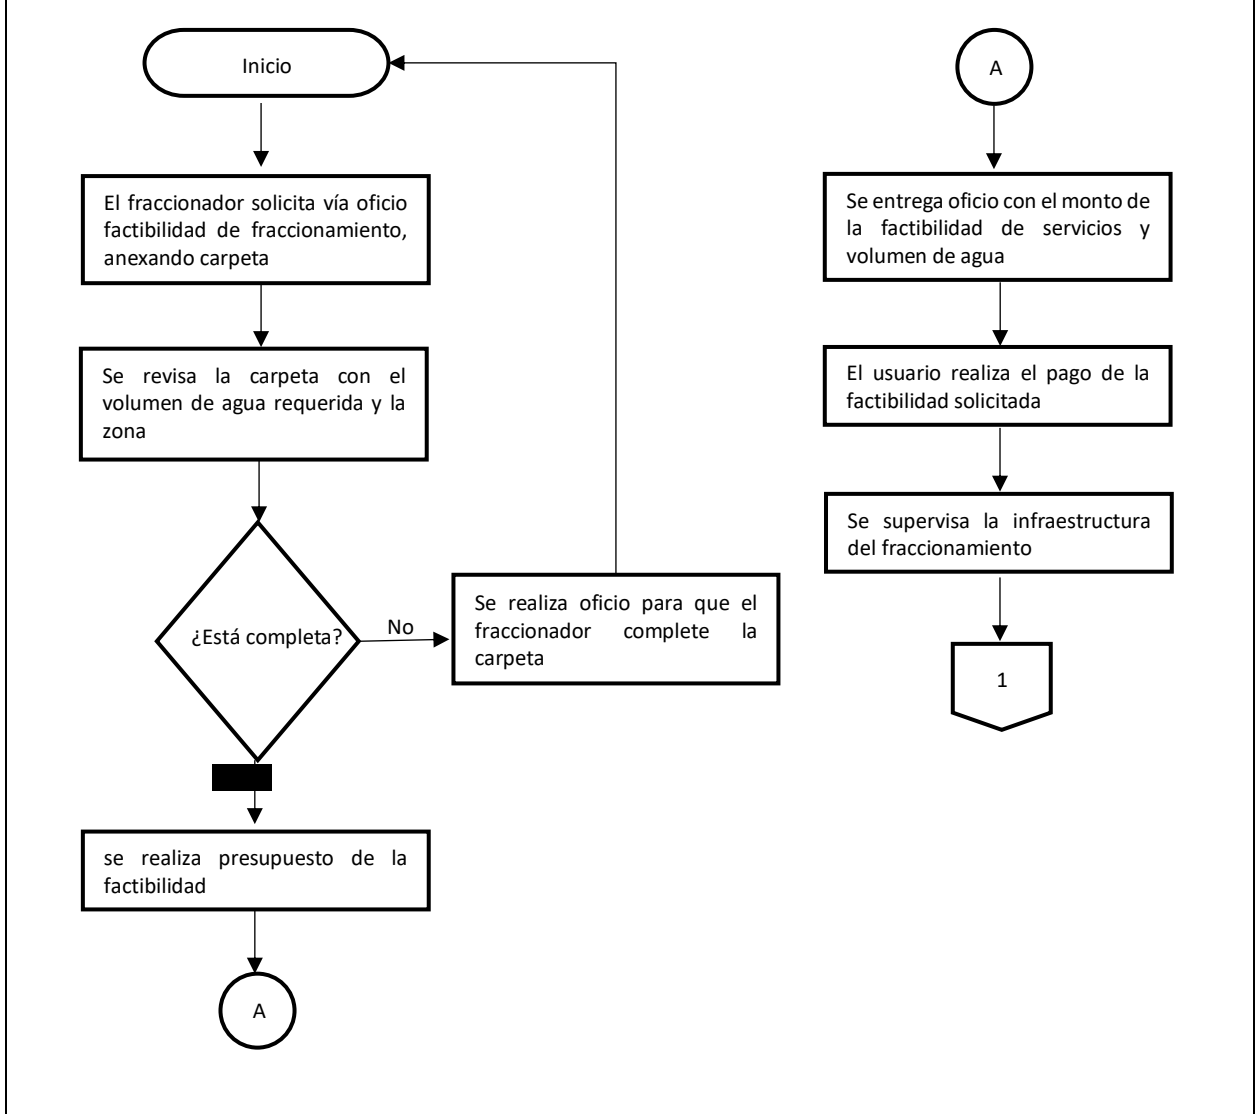 Inicio
El fraccionador solicita vía oficio
factibilidad de fraccionamiento,
anexando carpeta
Se revisa la carpeta con el
volumen de agua requerida y la
zona
¿Está completa?
No
Se realiza oficio para que el
fraccionador complete la
carpeta
se realiza presupuesto de la
factibilidad
A
A
Se entrega oficio con el monto de
la factibilidad de servicios y
volumen de agua
El usuario realiza el pago de la
factibilidad solicitada
Se supervisa la infraestructura
del fraccionamiento
1